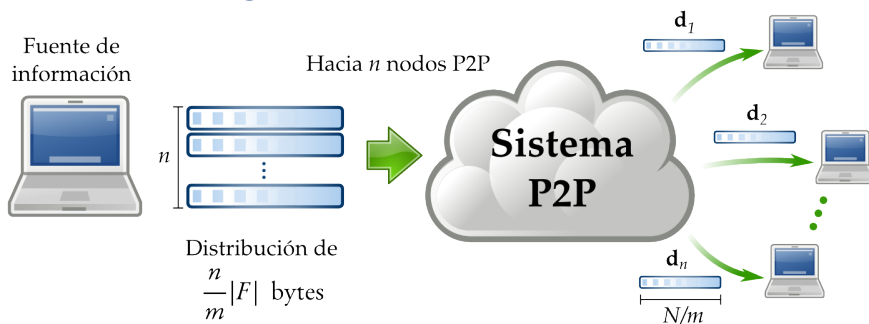 Fuente de
información
n
Hacia n nodos P2P
Distribución de
n/m |F| bytes
Sistema
P2P
d₁
d₂
dₙ
N/m